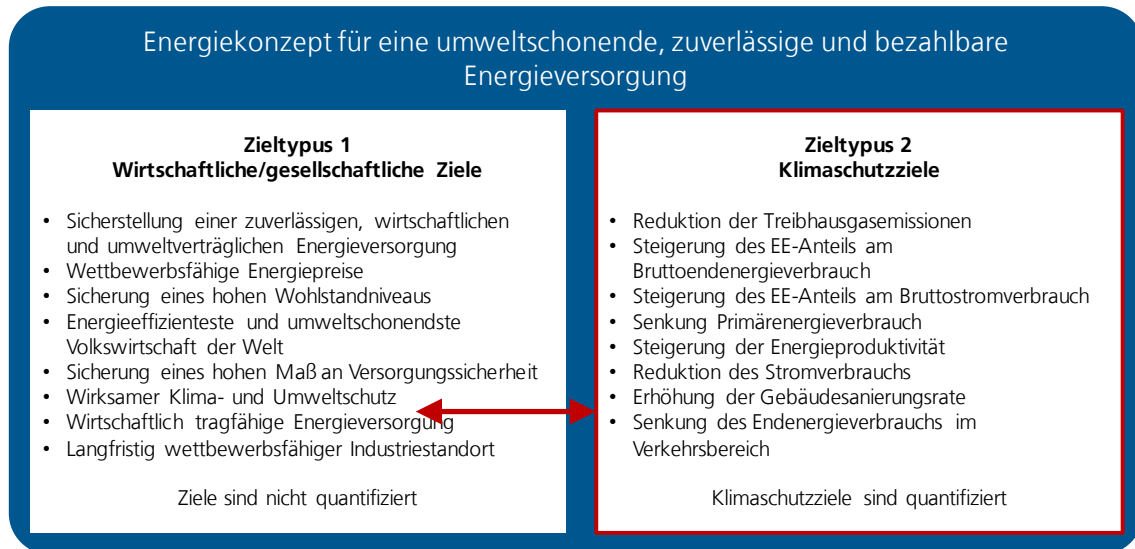 Energiekonzept für eine umweltschonende, zuverlässige und bezahlbare
Energieversorgung
Zieltypus 1
Wirtschaftliche/gesellschaftliche Ziele
• Sicherstellung einer zuverlässigen, wirtschaftlichen
und umweltverträglichen Energieversorgung
• Wettbewerbsfähige Energiepreise
• Sicherung eines hohen Wohlstandniveaus
• Energieeffizienteste und umweltschonendste
Volkswirtschaft der Welt
• Sicherung eines hohen Maß an Versorgungssicherheit
• Wirksamer Klima- und Umweltschutz
• Wirtschaftlich tragfähige Energieversorgung
• Langfristig wettbewerbsfähiger Industriestandort
Ziele sind nicht quantifiziert
Zieltypus 2
Klimaschutzziele
• Reduktion der Treibhausgasemissionen
• Steigerung des EE-Anteils am
Bruttoendenergieverbrauch
• Steigerung des EE-Anteils am Bruttostromverbrauch
• Senkung Primärenergieverbrauch
• Steigerung der Energieproduktivität
• Reduktion des Stromverbrauchs
• Erhöhung der Gebäudesanierungsrate
• Senkung des Endenergieverbrauchs im
Verkehrsbereich
Klimaschutzziele sind quantifiziert